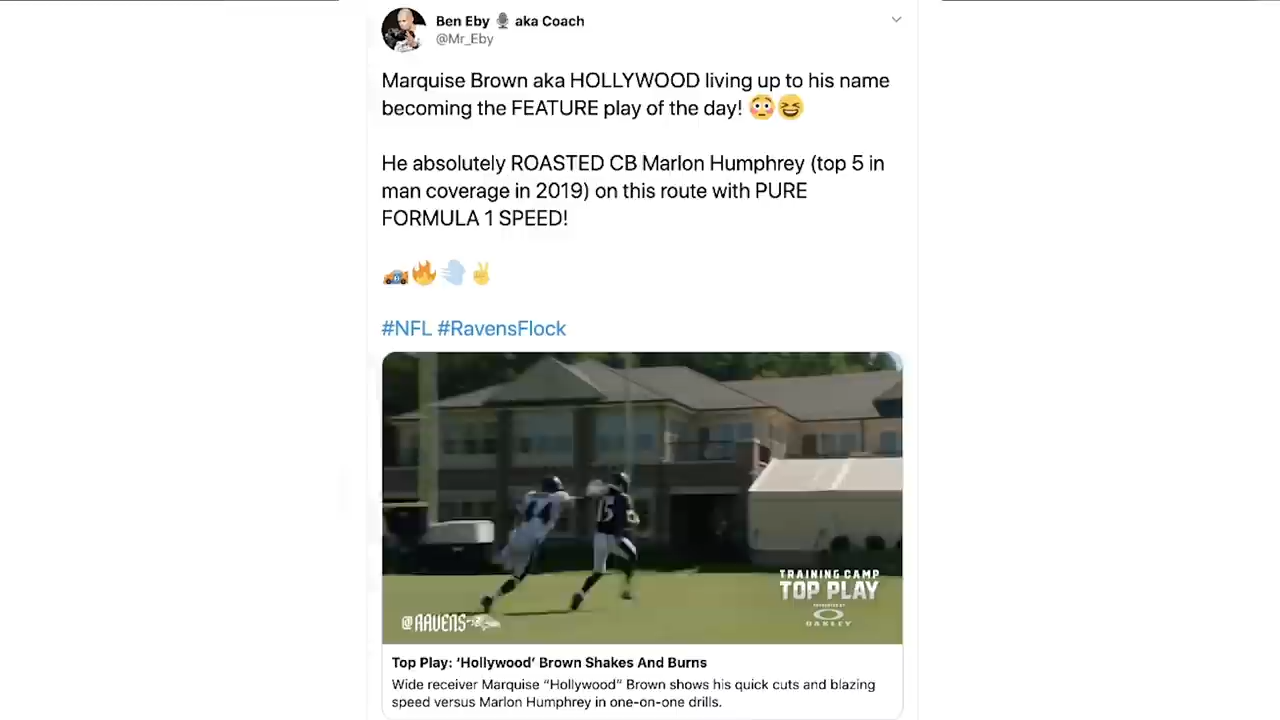 Ben Eby 🎙 aka Coach
@Mr_Eby
Marquise Brown aka HOLLYWOOD living up to his name
becoming the FEATURE play of the day! 😳😆
He absolutely ROASTED CB Marlon Humphrey (top 5 in
man coverage in 2019) on this route with PURE
FORMULA 1 SPEED!
🏎🔥💨✌
#NFL #RavensFlock
44
15
TRAINING CAMP
TOP PLAY
PRESENTED BY
OAKLEY
@RAVENS
Top Play: ‘Hollywood’ Brown Shakes And Burns
Wide receiver Marquise “Hollywood” Brown shows his quick cuts and blazing
speed versus Marlon Humphrey in one-on-one drills.